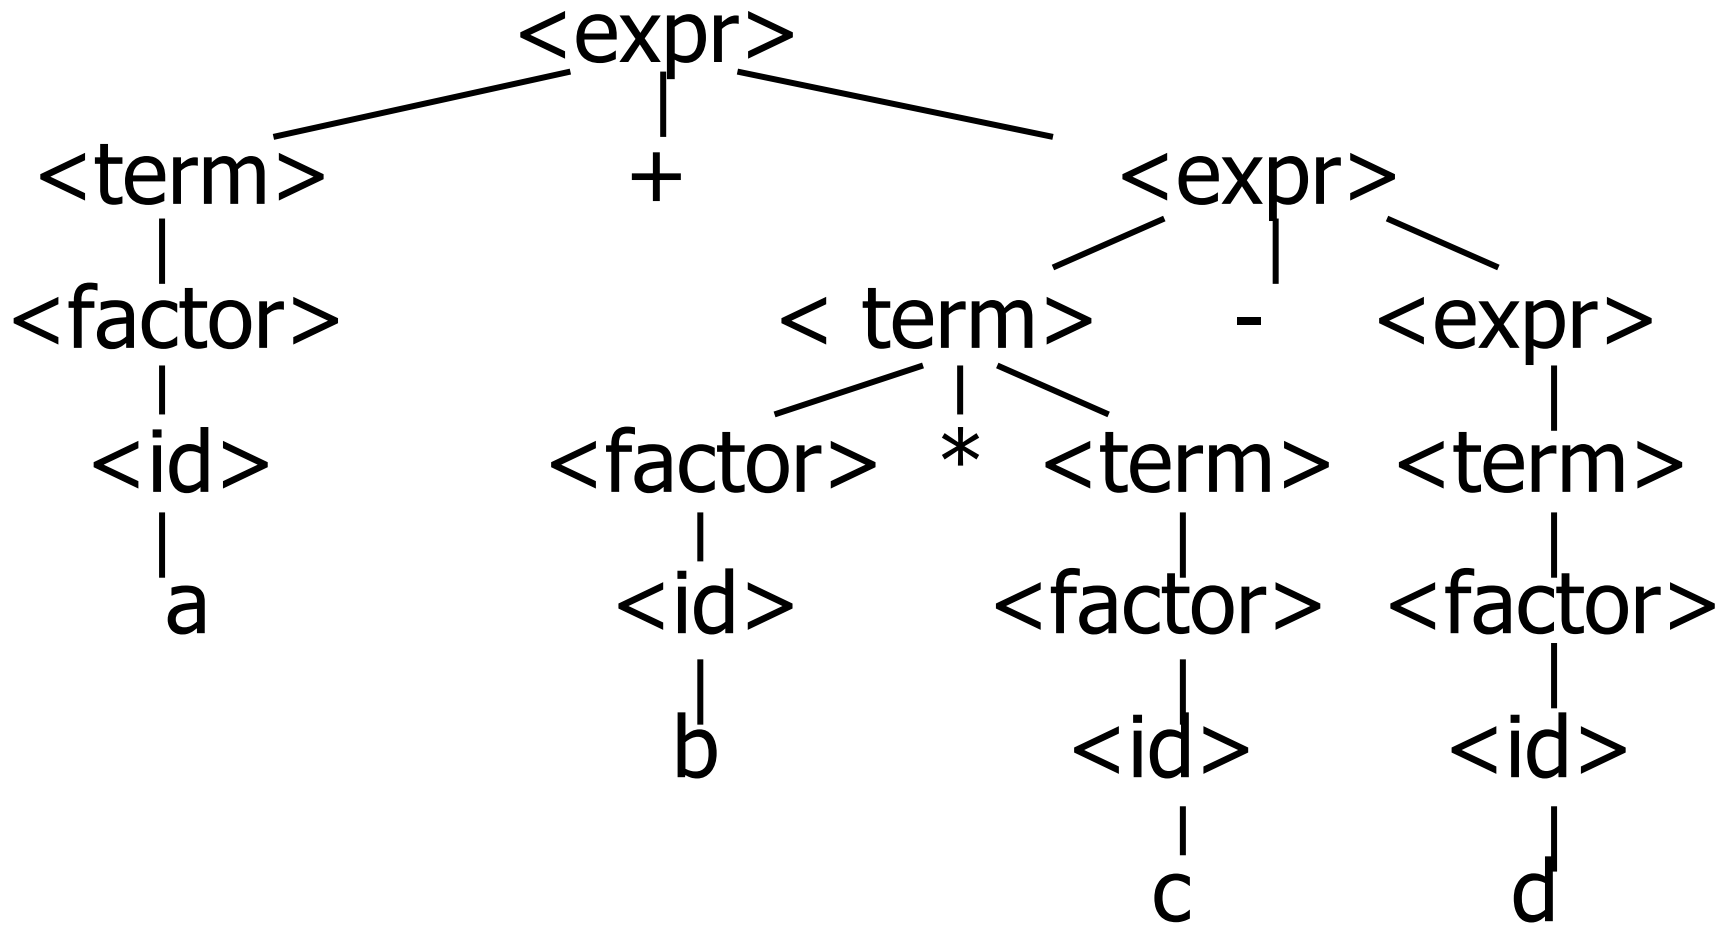 <expr>
<term> + <expr>
<factor> < term> - <expr>
<id> <factor> * <term> <term>
a <id> <factor> <factor>
b <id> <id>
c d